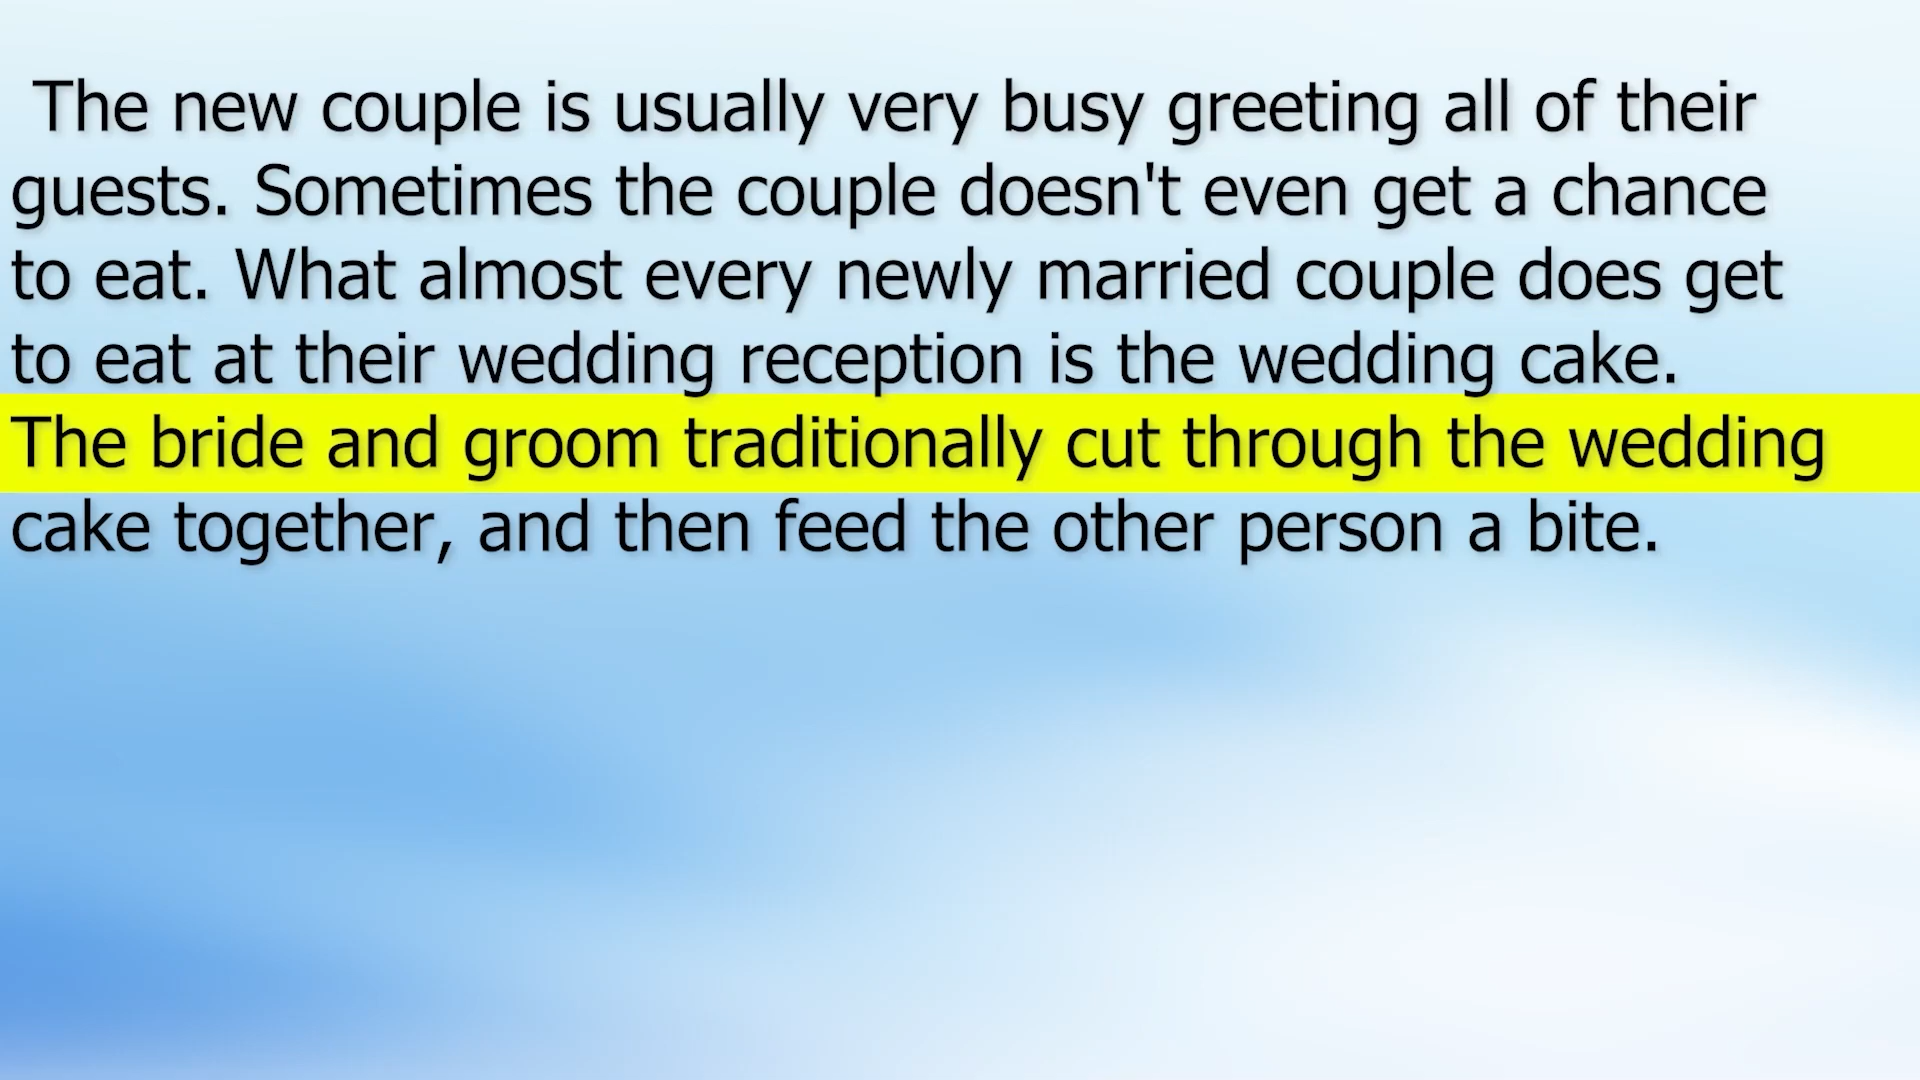 The new couple is usually very busy greeting all of their
guests. Sometimes the couple doesn't even get a chance
to eat. What almost every newly married couple does get
to eat at their wedding reception is the wedding cake.
The bride and groom traditionally cut through the wedding
cake together, and then feed the other person a bite.